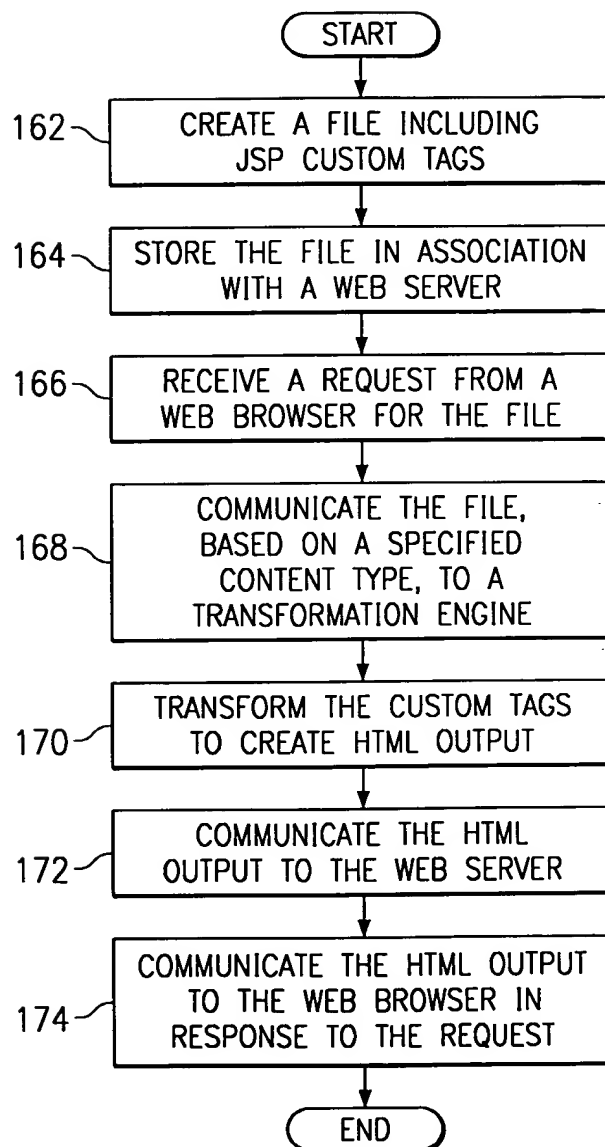 START
162
CREATE A FILE INCLUDING
JSP CUSTOM TAGS
164
STORE THE FILE IN ASSOCIATION
WITH A WEB SERVER
166
RECEIVE A REQUEST FROM A
WEB BROWSER FOR THE FILE
168
COMMUNICATE THE FILE,
BASED ON A SPECIFIED
CONTENT TYPE, TO A
TRANSFORMATION ENGINE
170
TRANSFORM THE CUSTOM TAGS
TO CREATE HTML OUTPUT
172
COMMUNICATE THE HTML
OUTPUT TO THE WEB SERVER
174
COMMUNICATE THE HTML OUTPUT
TO THE WEB BROWSER IN
RESPONSE TO THE REQUEST
END